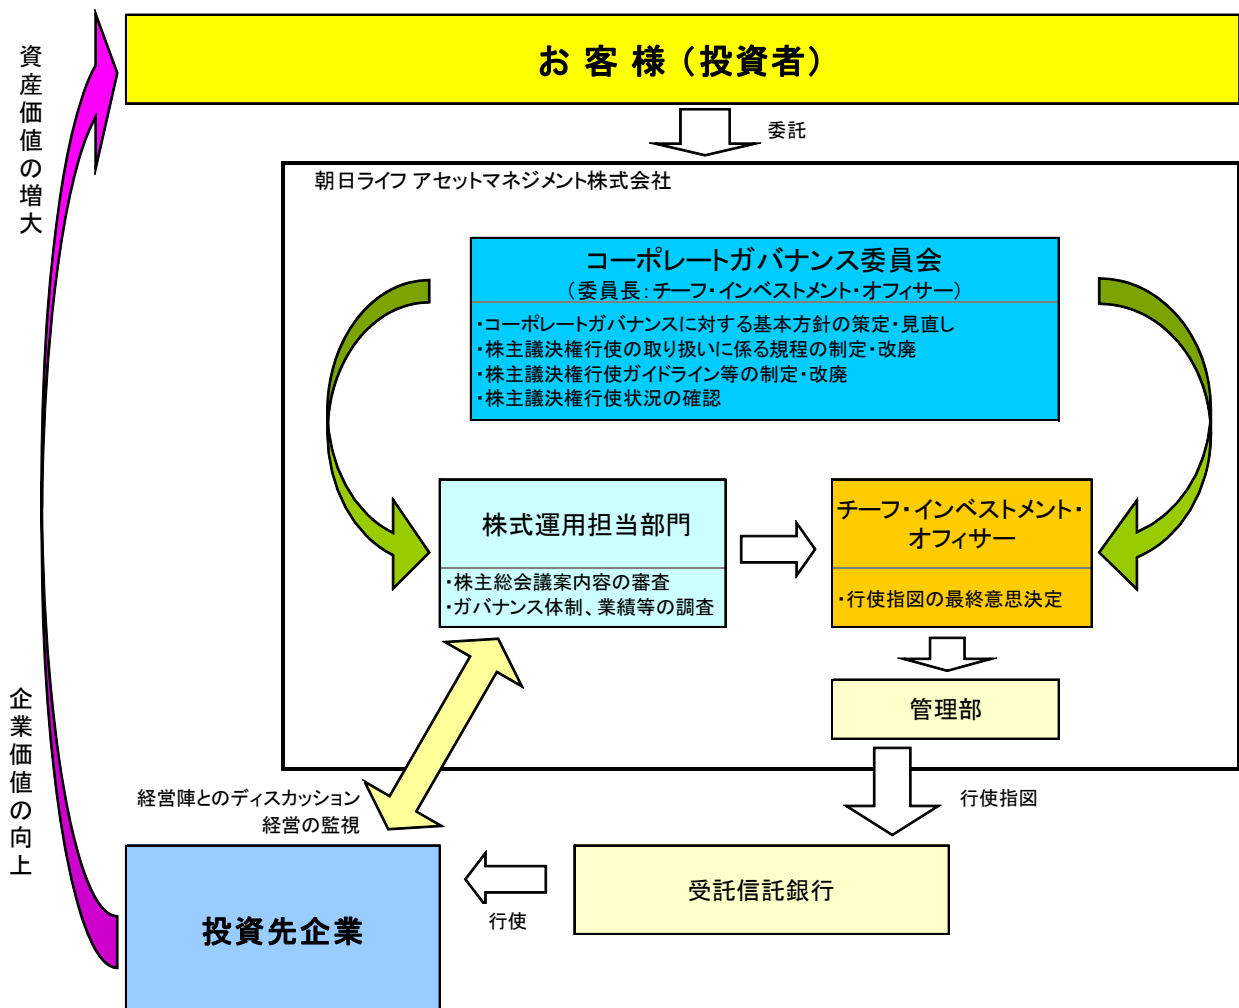 お 客 様 （投資者）
資産価値の増大
委託
朝日ライフ アセットマネジメント株式会社
コーポレートガバナンス委員会
（委員長：チーフ・インベストメント・オフィサー）
・コーポレートガバナンスに対する基本方針の策定・見直し
・株主議決権行使の取り扱いに係る規程の制定・改廃
・株主議決権行使ガイドライン等の制定・改廃
・株主議決権行使状況の確認
株式運用担当部門
・株主総会議案内容の審査
・ガバナンス体制、業績等の調査
チーフ・インベストメント・
オフィサー
・行使指図の最終意思決定
管理部
企業価値の向上
経営陣とのディスカッション
経営の監視
行使指図
受託信託銀行
行使
投資先企業